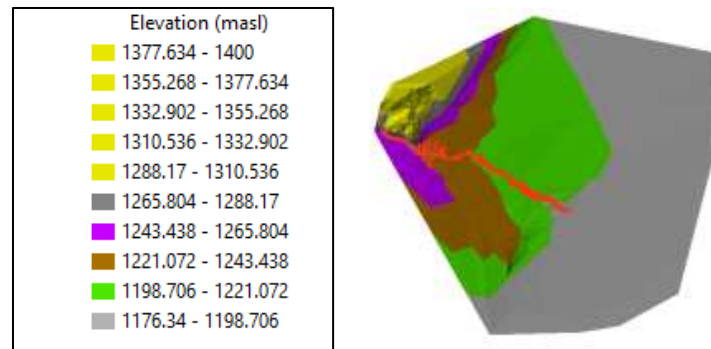 Elevation (masl)
1377.634 - 1400
1355.268 - 1377.634
1332.902 - 1355.268
1310.536 - 1332.902
1288.17 - 1310.536
1265.804 - 1288.17
1243.438 - 1265.804
1221.072 - 1243.438
1198.706 - 1221.072
1176.34 - 1198.706